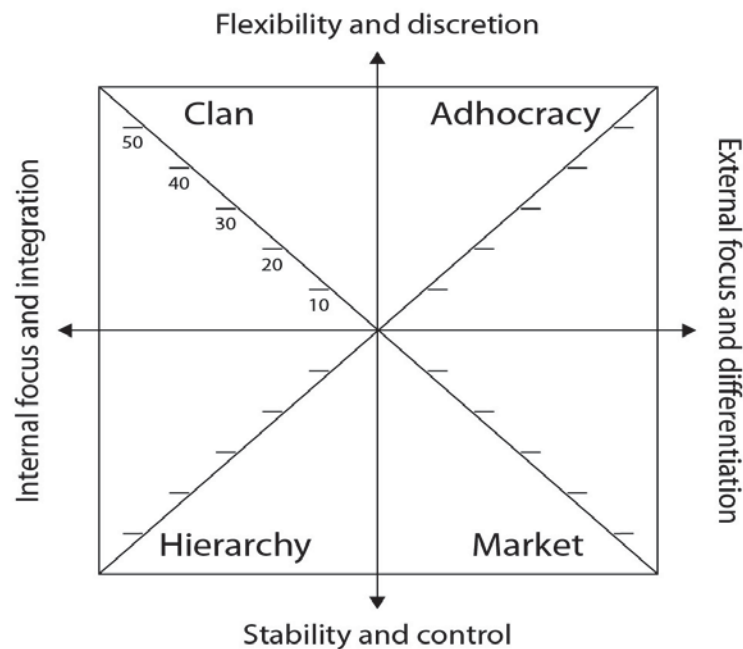 Flexibility and discretion
Clan
Adhocracy
50
40
30
20
10
Internal focus and integration
External focus and differentiation
Hierarchy
Market
Stability and control